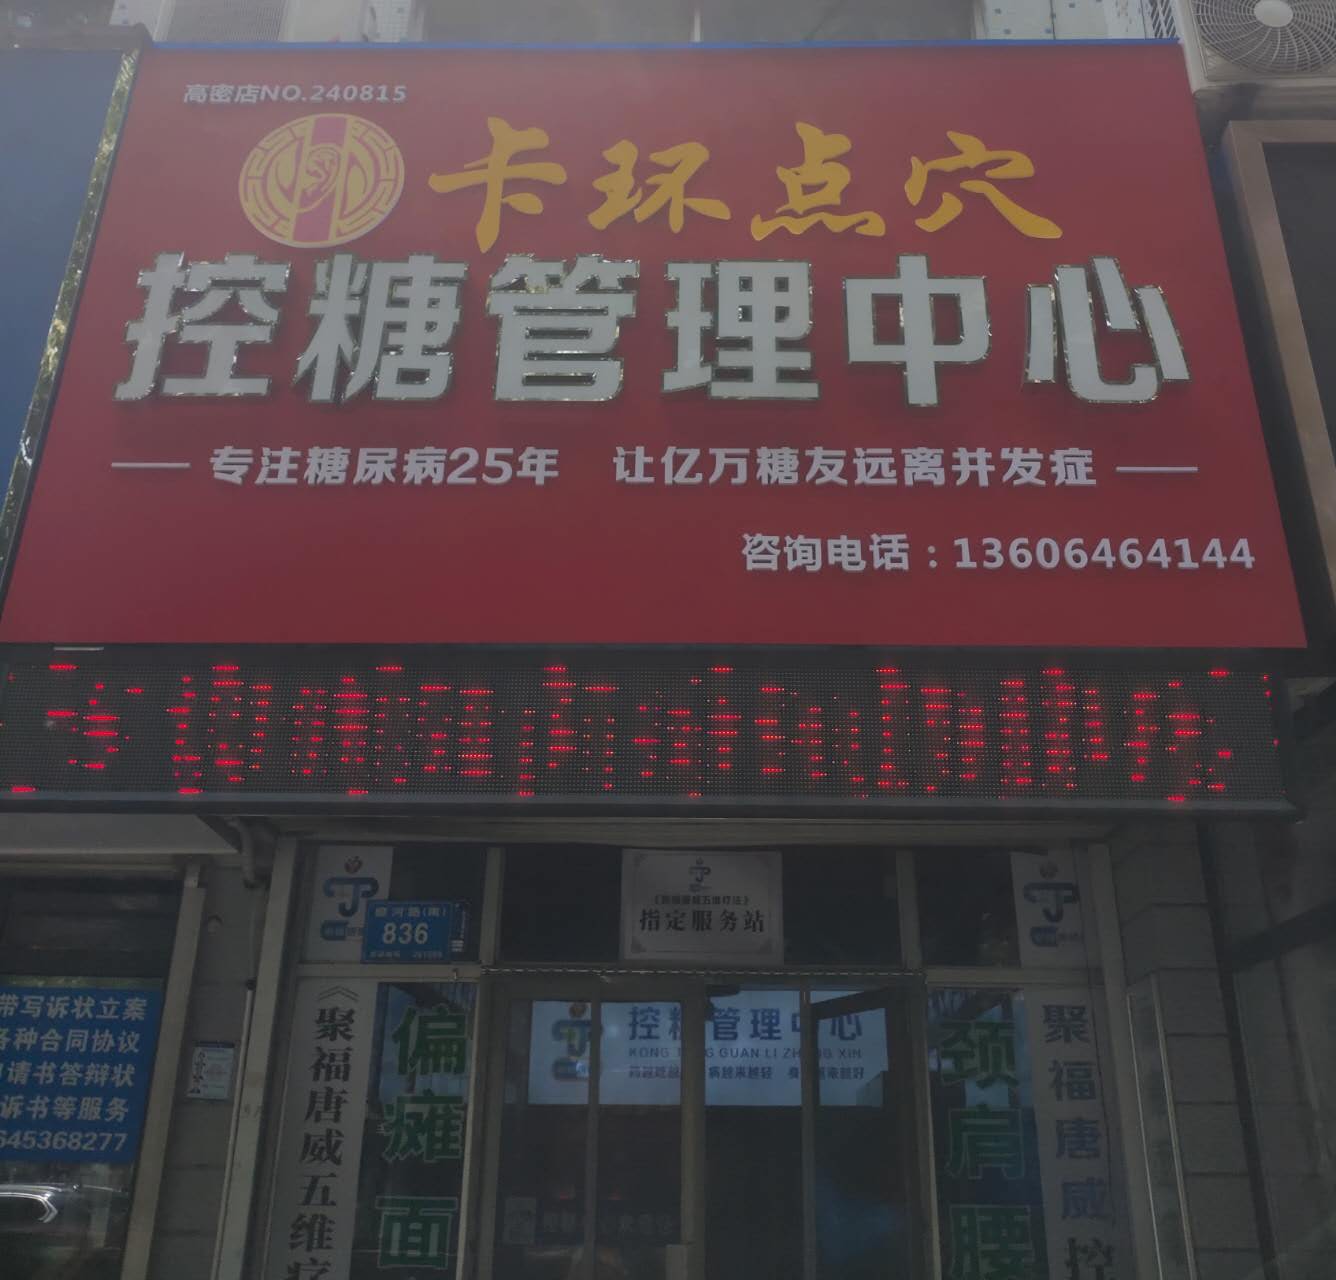 高密店NO.240815
卡环点穴
控糖管理中心
专注糖尿病25年 让亿万糖友远离并发症
咨询电话：13606464144
指定服务站
836
控糖管理中心
带写诉状立案
各种合同协议
请书答辩状
诉书等服务
645368277
《聚福唐威五维疗
偏瘫 面
颈肩腰
聚福唐威控